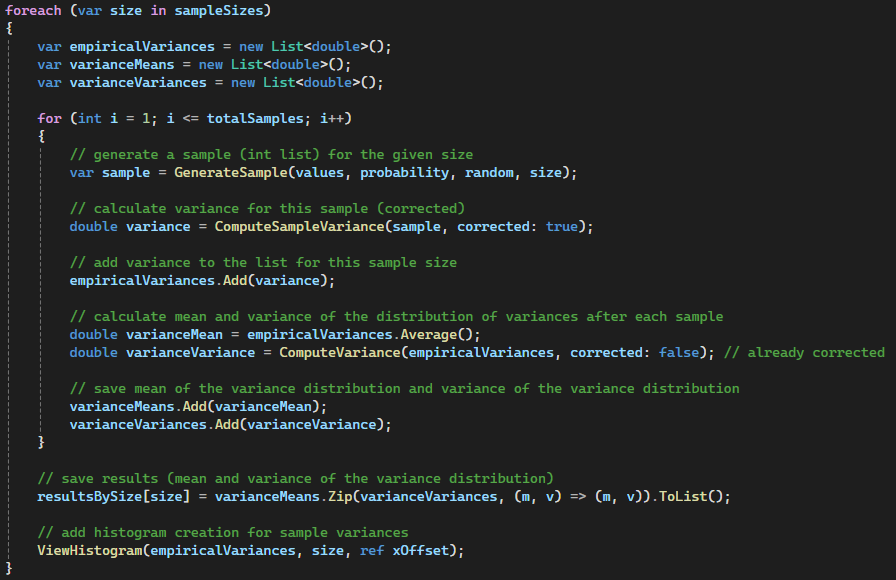 foreach (var size in sampleSizes)
{
    var empiricalVariances = new List<double>();
    var varianceMeans = new List<double>();
    var varianceVariances = new List<double>();

    for (int i = 1; i <= totalSamples; i++)
    {
        // generate a sample (int list) for the given size
        var sample = GenerateSample(values, probability, random, size);

        // calculate variance for this sample (corrected)
        double variance = ComputeSampleVariance(sample, corrected: true);

        // add variance to the list for this sample size
        empiricalVariances.Add(variance);

        // calculate mean and variance of the distribution of variances after each sample
        double varianceMean = empiricalVariances.Average();
        double varianceVariance = ComputeVariance(empiricalVariances, corrected: false); // already corrected

        // save mean of the variance distribution and variance of the variance distribution
        varianceMeans.Add(varianceMean);
        varianceVariances.Add(varianceVariance);
    }

    // save results (mean and variance of the variance distribution)
    resultsBySize[size] = varianceMeans.Zip(varianceVariances, (m, v) => (m, v)).ToList();

    // add histogram creation for sample variances
    ViewHistogram(empiricalVariances, size, ref xOffset);
}